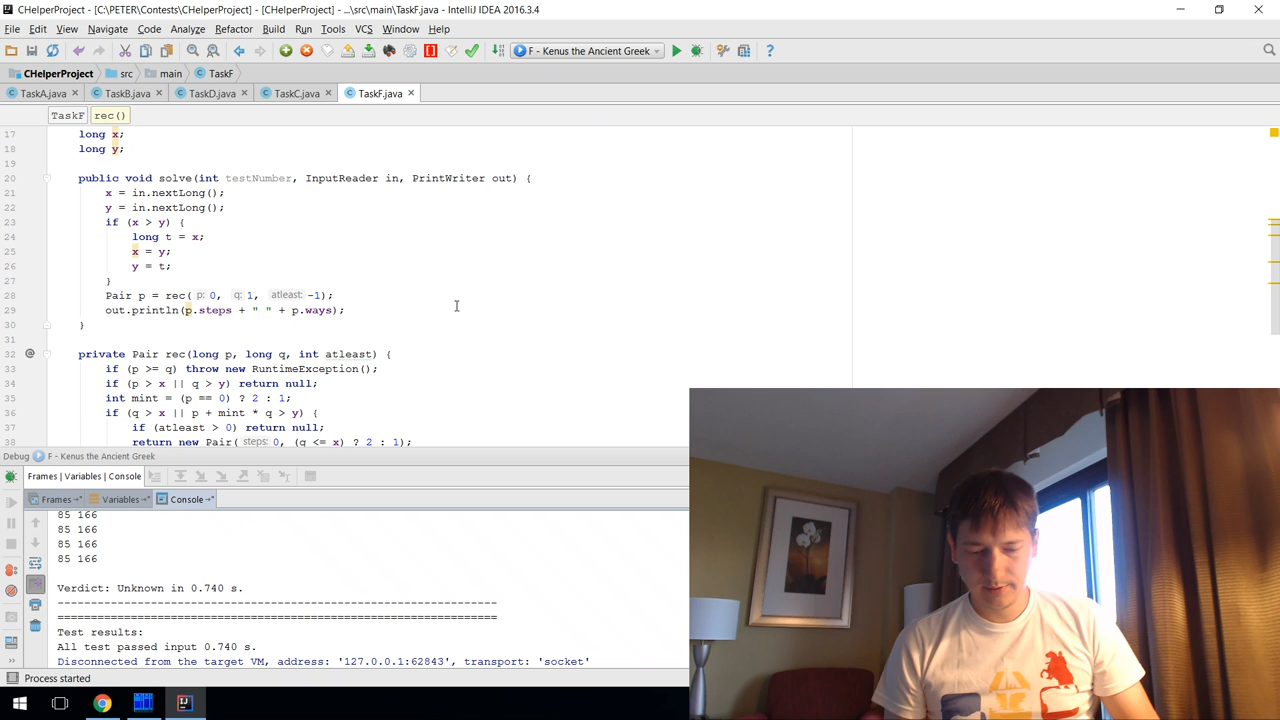 CHelperProject - [C:\PETER\Contests\CHelperProject] - [CHelperProject] - ...\src\main\TaskF.java - IntelliJ IDEA 2016.3.4
File Edit View Navigate Code Analyze Refactor Build Run Tools VCS Window Help
F - Kenus the Ancient Greek
CHelperProject src main TaskF
TaskA.java TaskB.java TaskD.java TaskC.java TaskF.java
TaskF rec()
17 long x;
18 long y;
19
20 public void solve(int testNumber, InputReader in, PrintWriter out) {
21 x = in.nextLong();
22 y = in.nextLong();
23 if (x > y) {
24 long t = x;
25 x = y;
26 y = t;
27 }
28 Pair p = rec( p: 0, q: 1, atleast: -1);
29 out.println(p.steps + " " + p.ways);
30 }
31
32 private Pair rec(long p, long q, int atleast) {
33 if (p >= q) throw new RuntimeException();
34 if (p > x || q > y) return null;
35 int mint = (p == 0) ? 2 : 1;
36 if (q > x || p + mint * q > y) {
37 if (atleast > 0) return null;
38 return new Pair( steps: 0, (q <= x) ? 2 : 1);
Debug F - Kenus the Ancient Greek
Frames | Variables | Console
Frames Variables Console
85 166
85 166
85 166
85 166
Verdict: Unknown in 0.740 s.
------------------------------------------------------------------
==================================================================
Test results:
All test passed input 0.740 s.
Disconnected from the target VM, address: '127.0.0.1:62843', transport: 'socket'
Process started